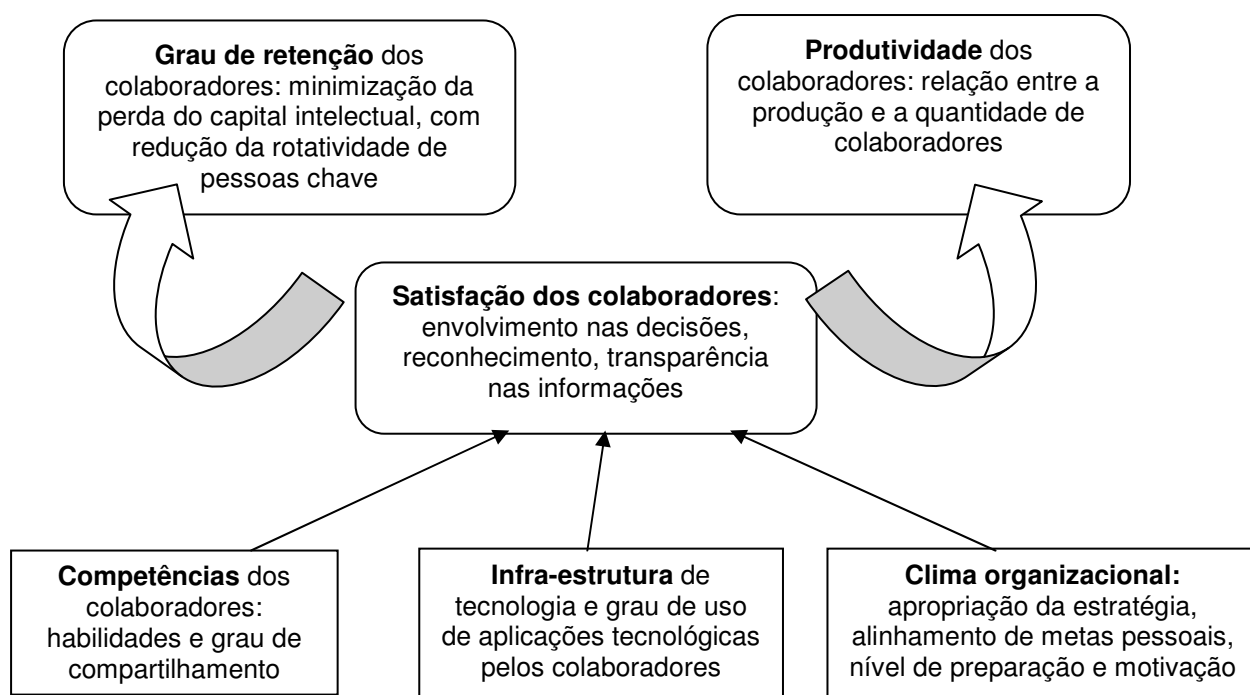 Grau de retenção dos
colaboradores: minimização da
perda do capital intelectual, com
redução da rotatividade de
pessoas chave
Produtividade dos
colaboradores: relação entre a
produção e a quantidade de
colaboradores
Satisfação dos colaboradores:
envolvimento nas decisões,
reconhecimento, transparência
nas informações
Competências dos
colaboradores:
habilidades e grau de
compartilhamento
Infra-estrutura de
tecnologia e grau de uso
de aplicações tecnológicas
pelos colaboradores
Clima organizacional:
apropriação da estratégia,
alinhamento de metas pessoais,
nível de preparação e motivação